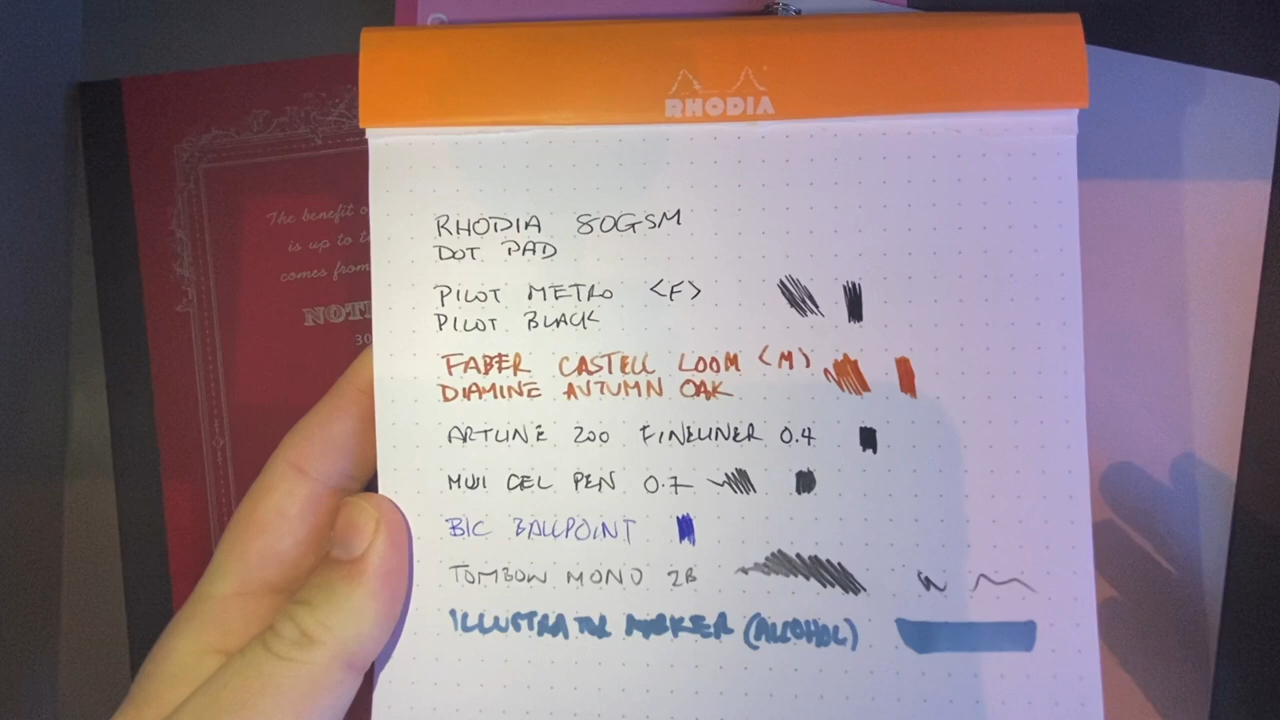 RHODIA
The benefit o
is up to t
comes from
NOT
30
RHODIA 80GSM
DOT PAD
PILOT METRO <F>
PILOT BLACK
FABER CASTELL LOOM <M>
DIAMINE AUTUMN OAK
ARTLINE 200 FINELINER 0.4
MUJI GEL PEN 0.7
BIC BALLPOINT
TOMBOW MONO 2B
ILLUSTRATOR MARKER (ALCOHOL)